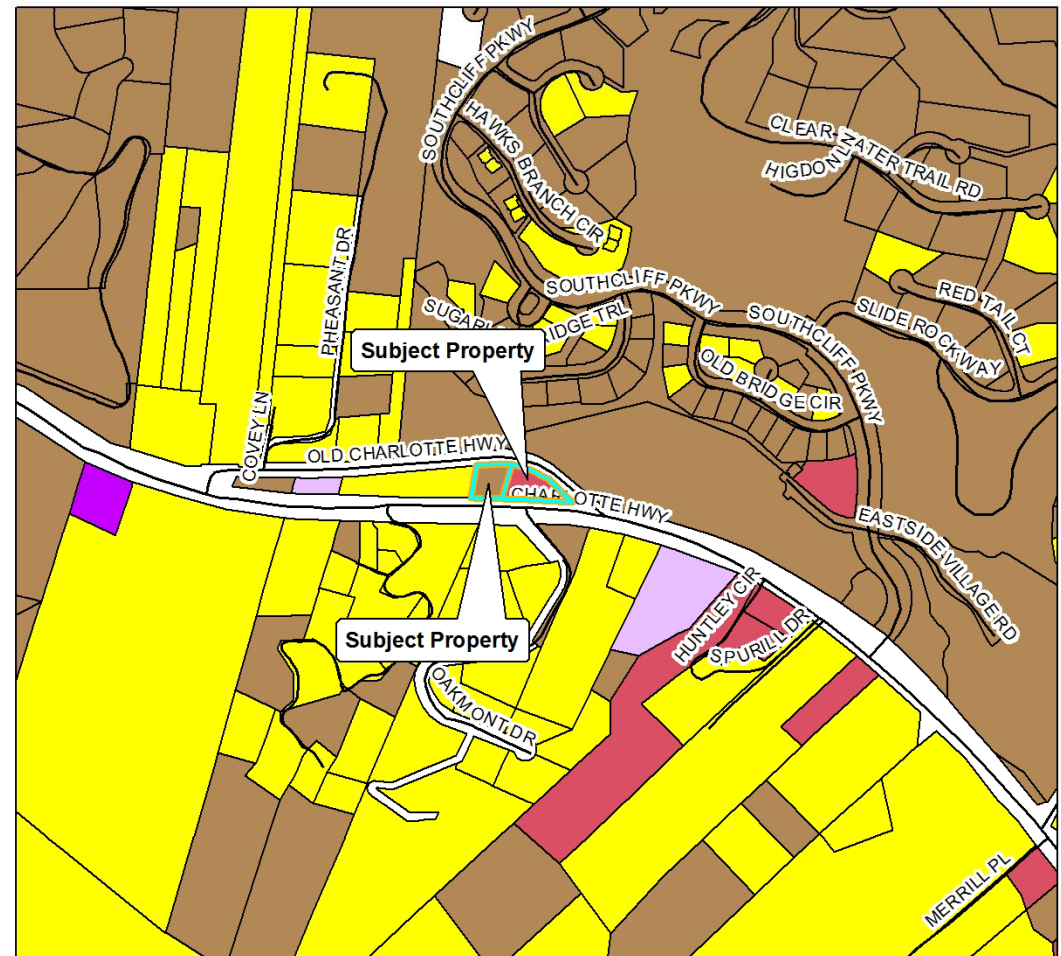 SOUTHCLIFF PKWY
HAWKS BRANCH CIR
CLEAR
WATER TRAIL RD
HIGDON LN
PHEASANT DR
SOUTHCLIFF PKWY
SOUTHCLIFF PKWY
RED TAIL CT
SLIDE ROCK WAY
RIDGE TRL
Subject Property
OLD BRIDGE CIR
COVEY LN
OLD CHARLOTTE HWY
CHARLOTTE HWY
EASTSIDE VILLAGE RD
HUNTLEY CIR
SPURILL DR
Subject Property
OAKMONT DR
MERRILL PL